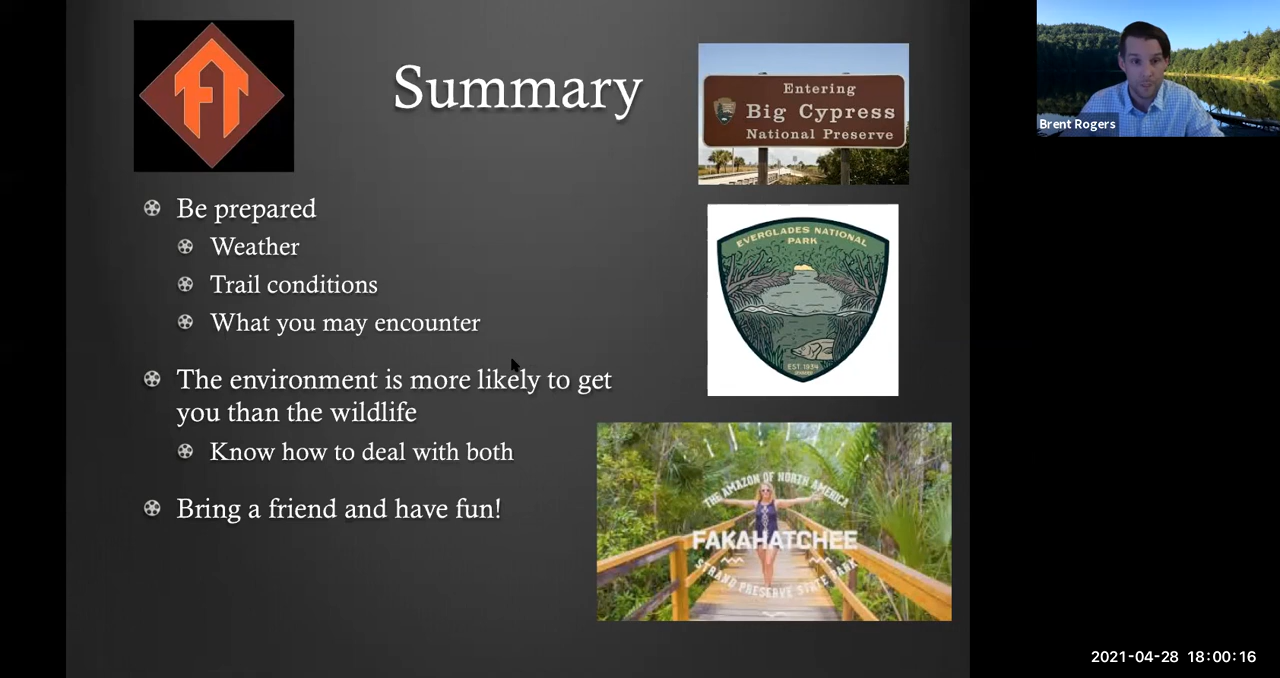 FT
Summary
Entering
Big Cypress
National Preserve
Brent Rogers
Be prepared
Weather
Trail conditions
What you may encounter
EVERGLADES NATIONAL
PARK
EST. 1934
The environment is more likely to get
you than the wildlife
Know how to deal with both
Bring a friend and have fun!
THE AMAZON OF NORTH AMERICA
FAKAHATCHEE
STRAND PRESERVE STATE PARK
2021-04-28 18:00:16